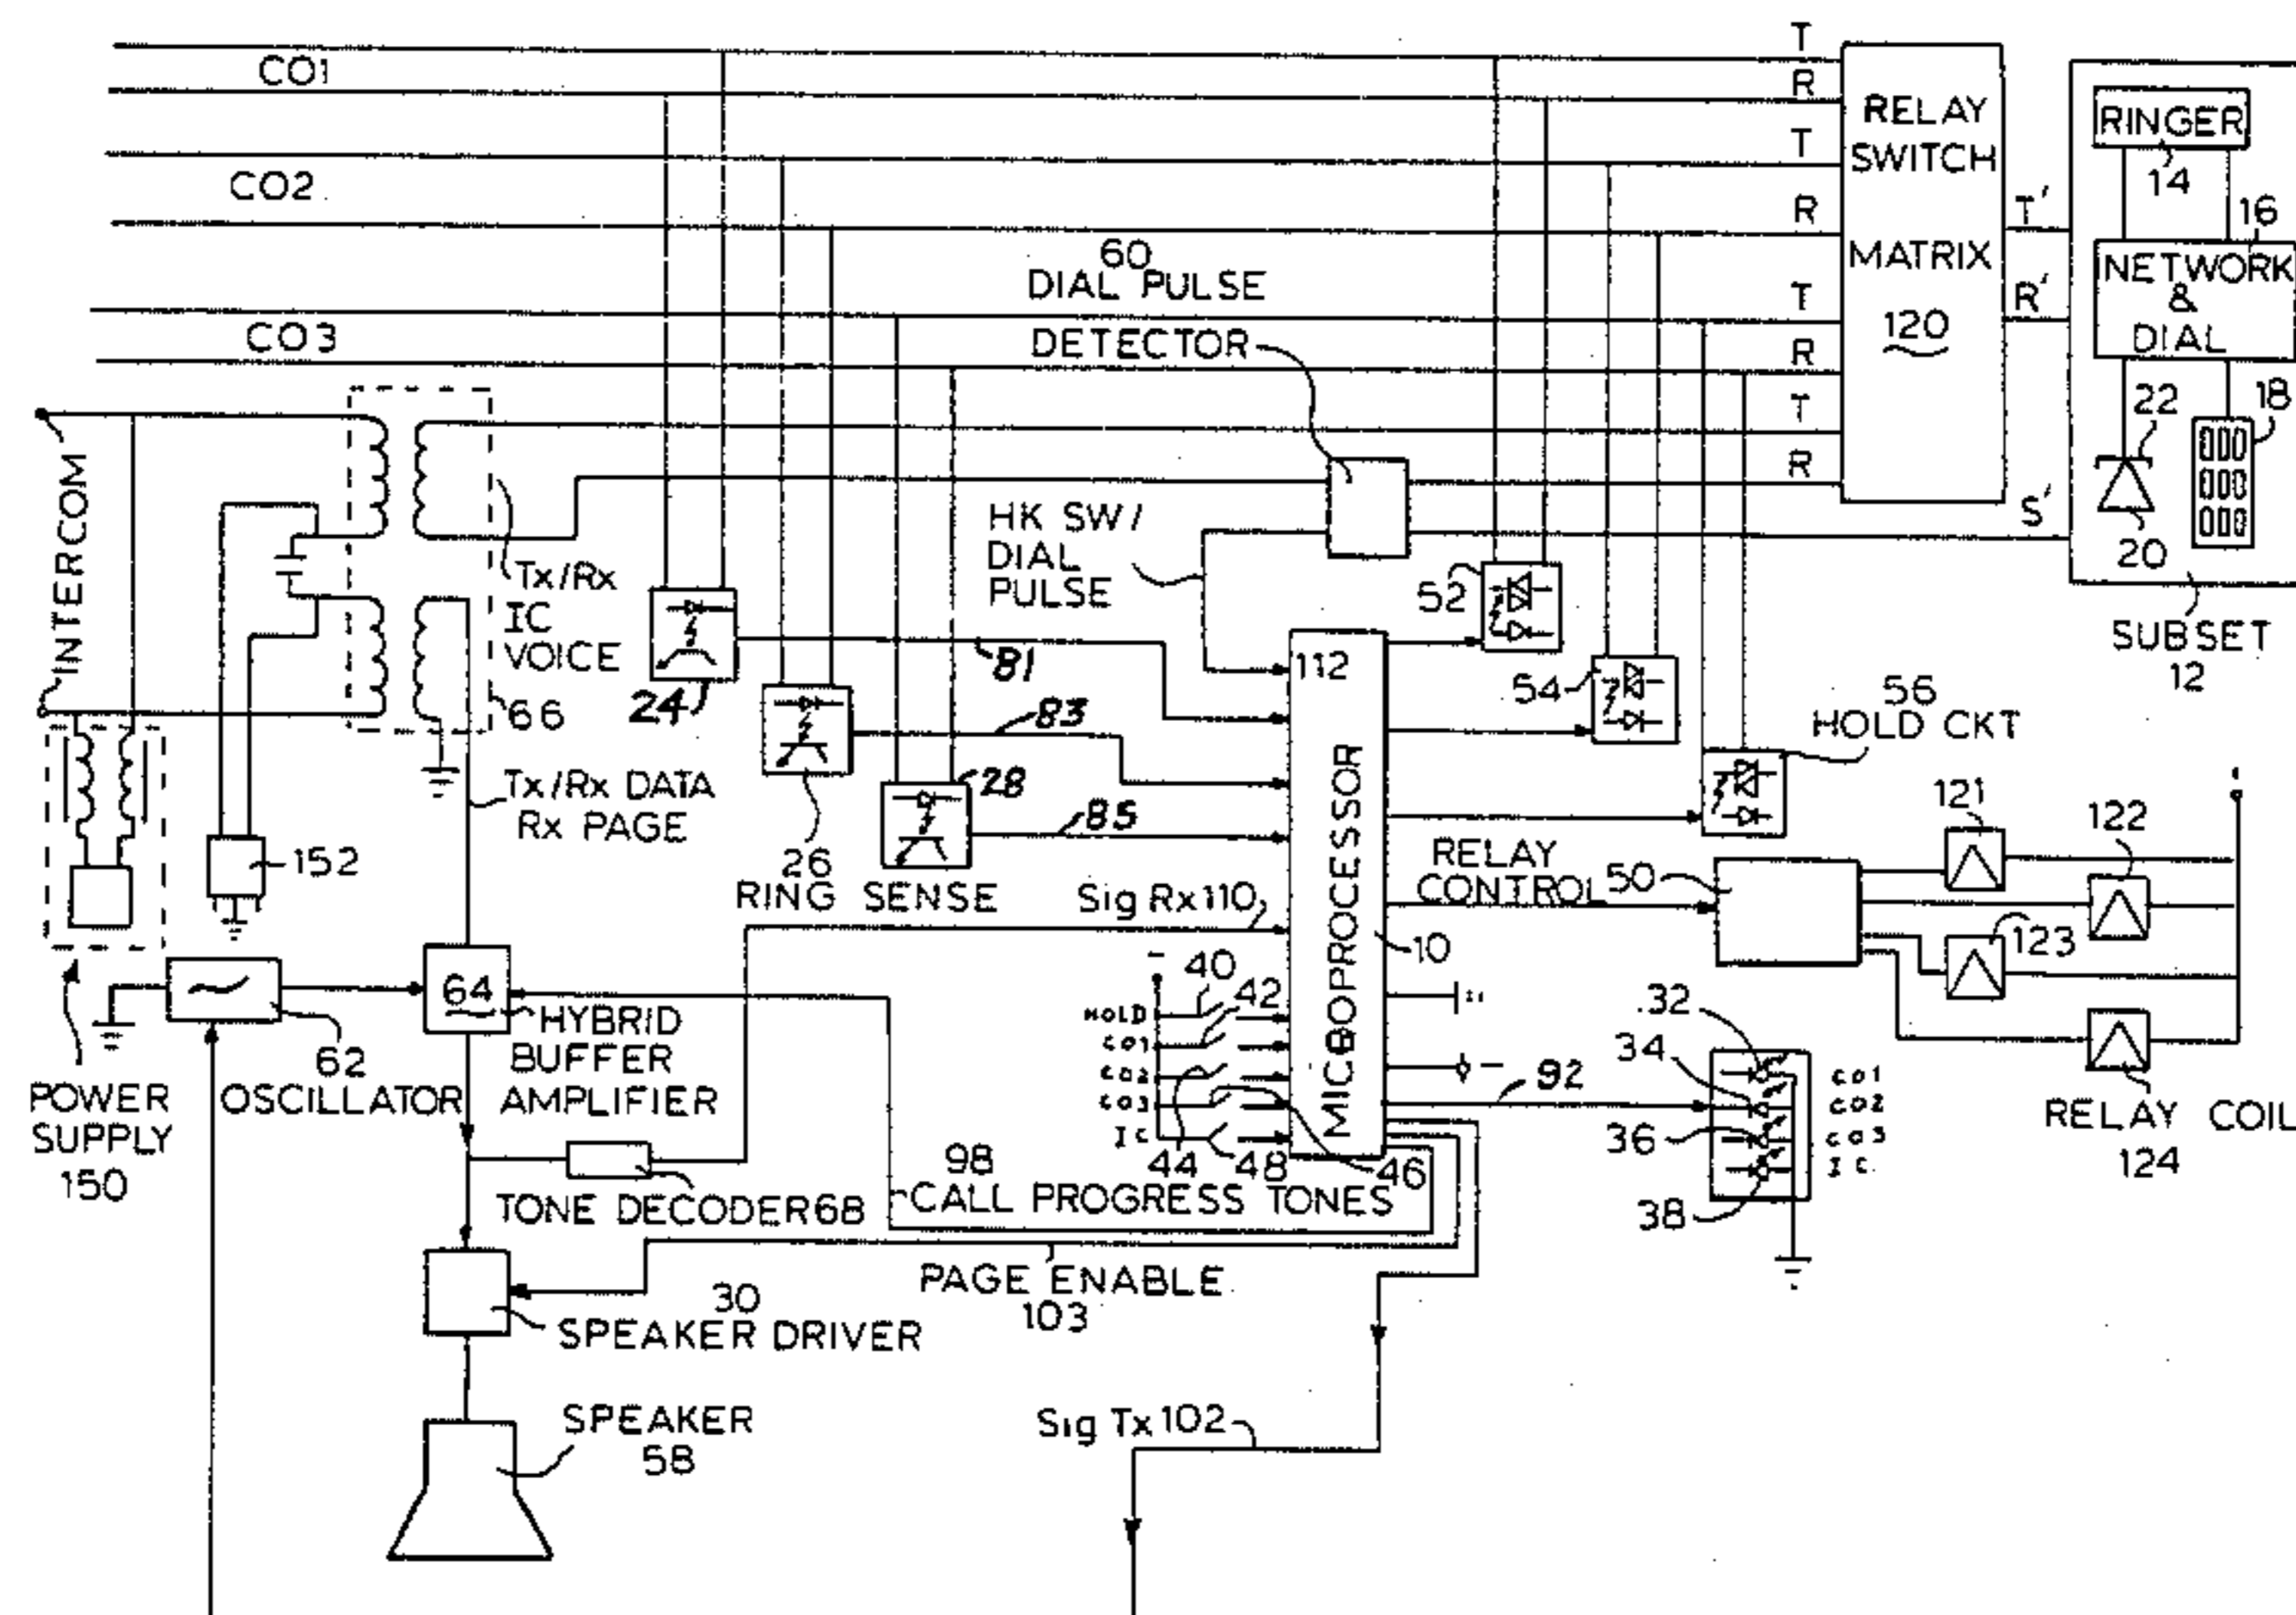 T
CO1
R
RELAY
SWITCH
MATRIX
120
RINGER
14
T
CO2
R
T'
16
NETWORK
&
DIAL
60
DIAL PULSE
DETECTOR
T
R'
CO3
R
T
22
18
R
S'
20
SUBSET
12
INTERCOM
HK SW/
DIAL
PULSE
Tx/Rx
IC
VOICE
66
24
81
112
52
54
56
HOLD CKT
83
26
RING SENSE
28
85
Tx/Rx DATA
Rx PAGE
152
MICROPROCESSOR
10
RELAY
CONTROL
50
121
122
123
RELAY COIL
124
Sig Rx 110
64
HYBRID
BUFFER
AMPLIFIER
62
OSCILLATOR
POWER
SUPPLY
150
-
40
HOLD
42
CO1
CO2
CO3
IC
44
48
46
-
92
32
34
36
38
CO1
CO2
CO3
IC
98
CALL PROGRESS TONES
TONE DECODER 68
PAGE ENABLE
103
30
SPEAKER DRIVER
SPEAKER
58
Sig Tx 102